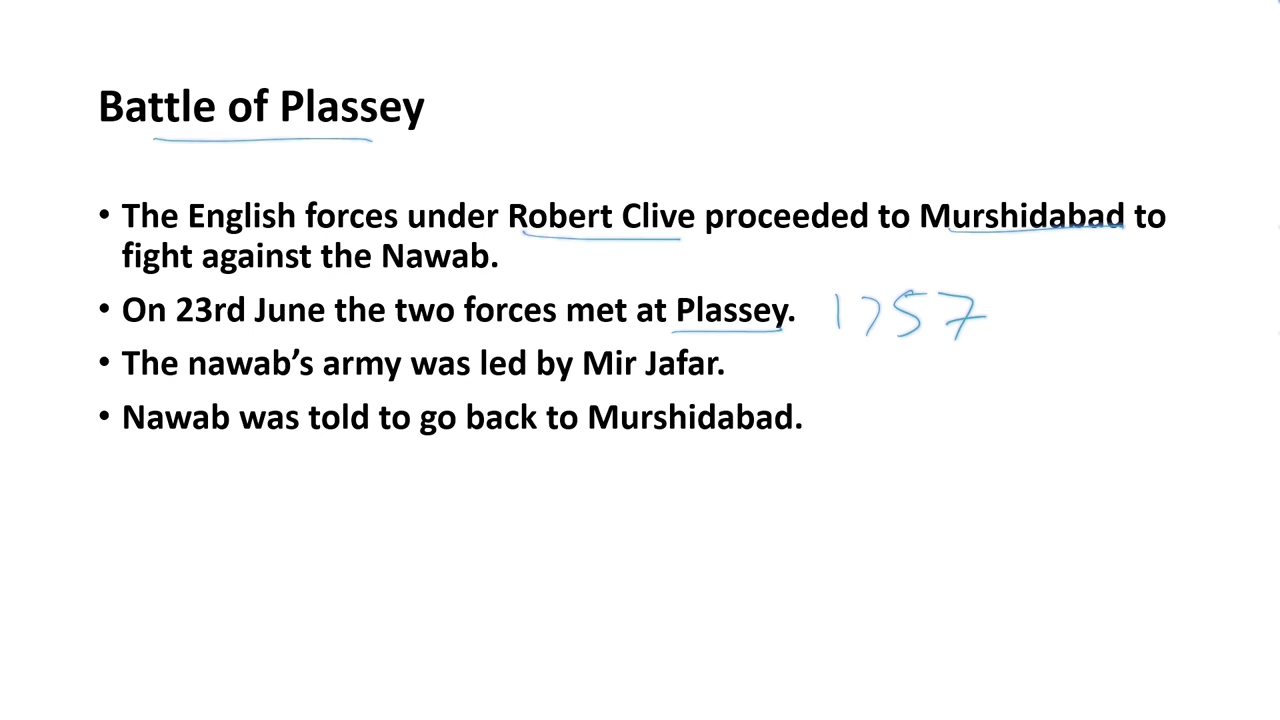 Battle of Plassey
• The English forces under Robert Clive proceeded to Murshidabad to
fight against the Nawab.
• On 23rd June the two forces met at Plassey. 1757
• The nawab’s army was led by Mir Jafar.
• Nawab was told to go back to Murshidabad.